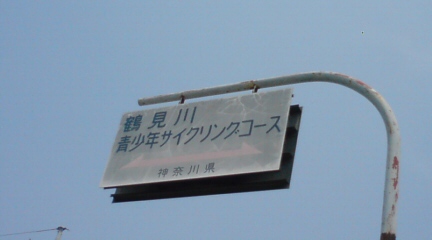 鶴見川
青少年サイクリングコース
神奈川県